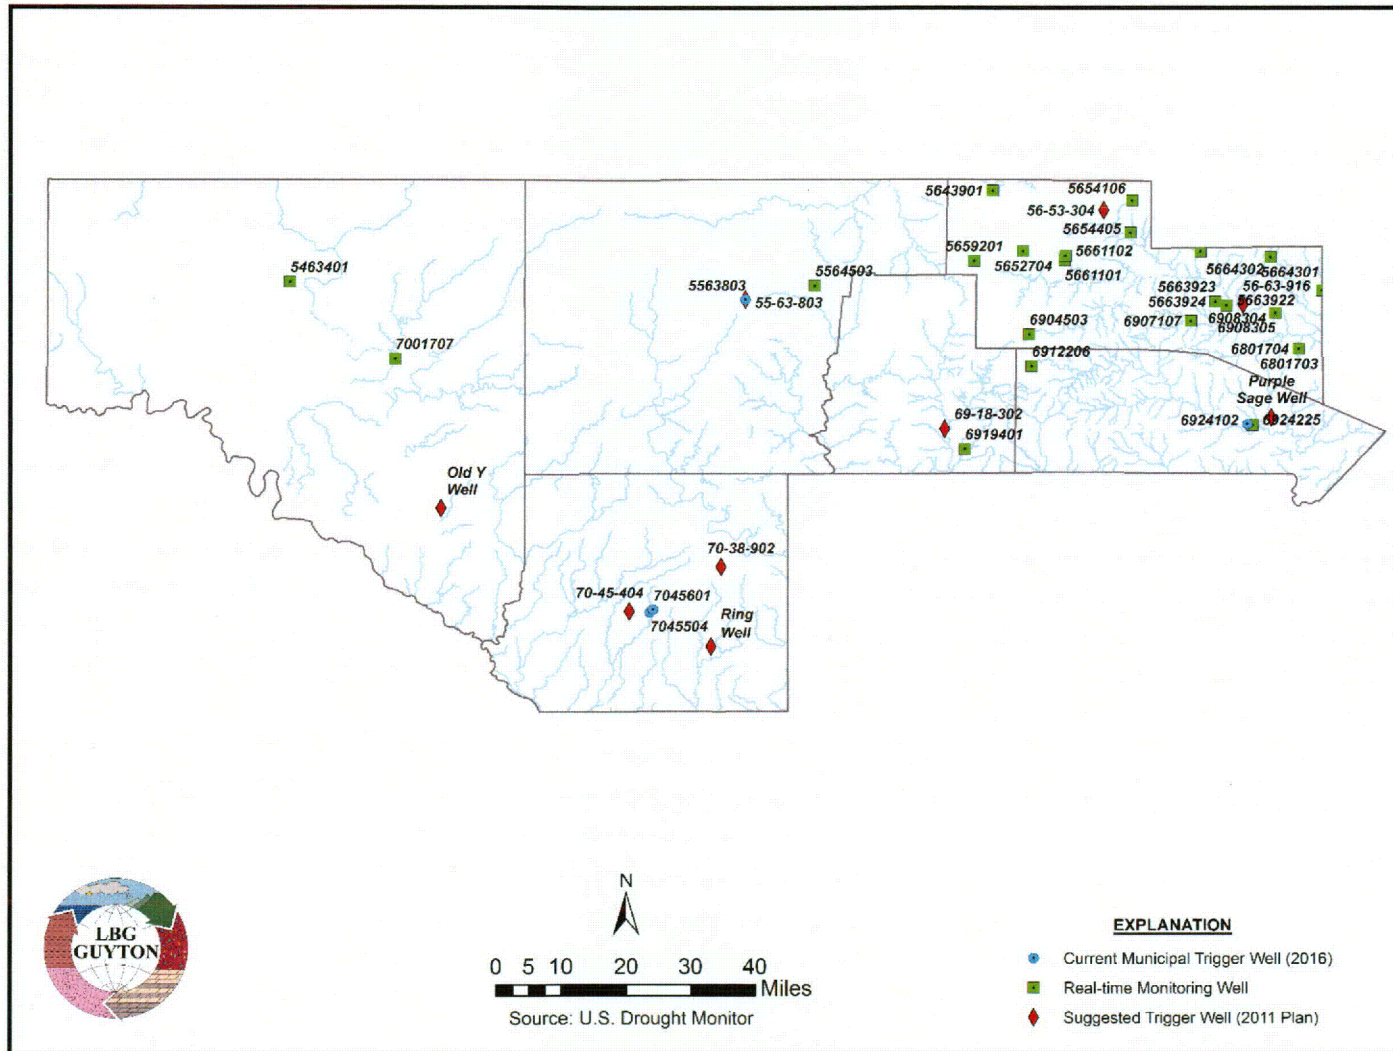 5643901
5654106
56-53-304
5654405
5659201
5661102
5652704
5661101
5664302
5664301
5463401
5564503
5563803
55-63-803
5663923
56-63-916
5663924
5663922
6908304
6907107
6908305
6904503
7001707
6912206
6801704
6801703
Purple
Sage Well
69-18-302
6924102
6924225
6919401
Old Y
Well
70-38-902
70-45-404
7045601
Ring
7045504
Well
LBG
GUYTON
N
0 5 10 20 30 40
Miles
Source: U.S. Drought Monitor
EXPLANATION
Current Municipal Trigger Well (2016)
Real-time Monitoring Well
Suggested Trigger Well (2011 Plan)